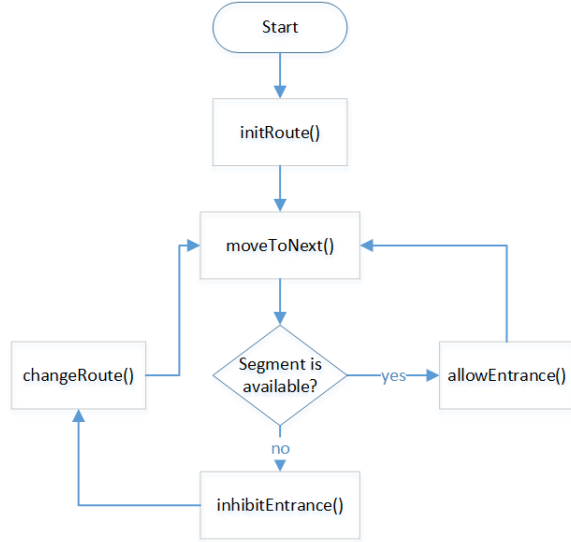 Start
initRoute()
moveToNext()
Segment is
available?
changeRoute()
yes
allowEntrance()
no
inhibitEntrance()